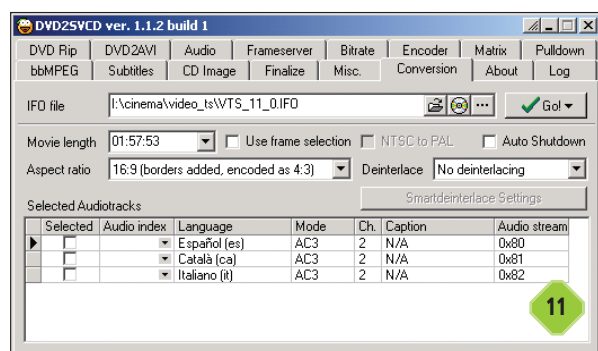 DVD2SVCD ver. 1.1.2 build 1
DVD Rip DVD2AVI Audio Frameserver Bitrate Encoder Matrix Pulldown
bbMPEG Subtitles CD Image Finalize Misc. Conversion About Log
IFO file I:\cinema\video_ts\VTS_11_0.IFO ... Go!
Movie length 01:57:53 Use frame selection NTSC to PAL Auto Shutdown
Aspect ratio 16:9 (borders added, encoded as 4:3) Deinterlace No deinterlacing
Smartdeinterlace Settings
Selected Audiotracks
Selected Audio index Language Mode Ch. Caption Audio stream
Español (es) AC3 2 N/A 0x80
Català (ca) AC3 2 N/A 0x81
Italiano (it) AC3 2 N/A 0x82
11